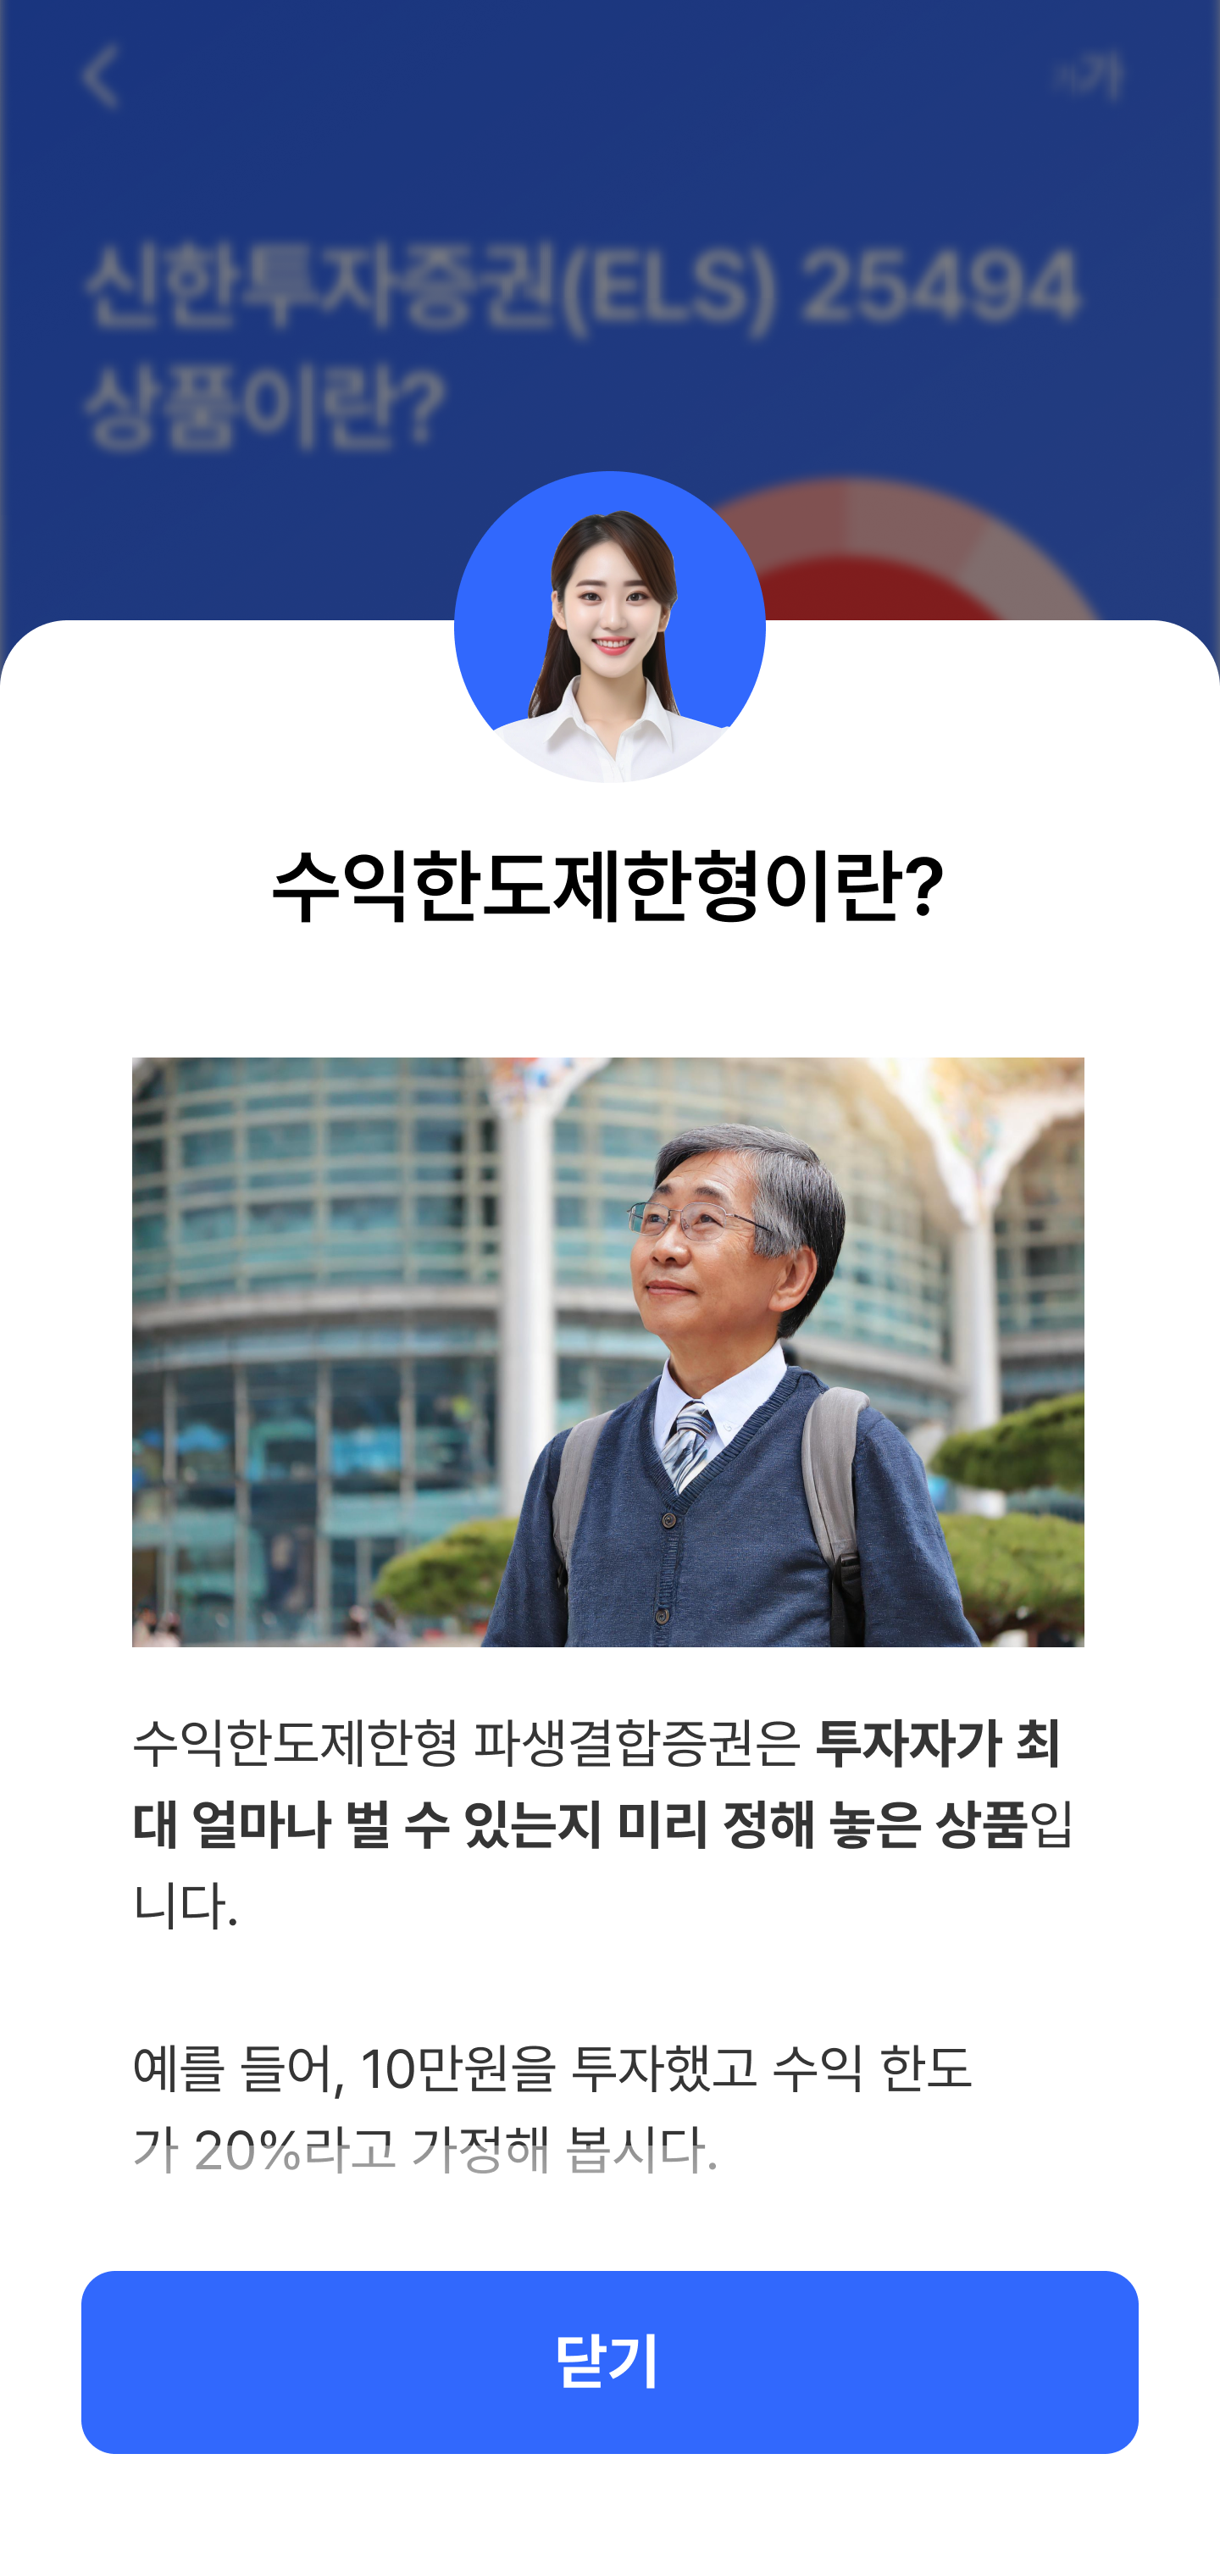 가가
신한투자증권(ELS) 25494
상품이란?
수익한도제한형이란?
수익한도제한형 파생결합증권은 투자자가 최
대 얼마나 벌 수 있는지 미리 정해 놓은 상품입
니다.
예를 들어, 10만원을 투자했고 수익 한도
가 20%라고 가정해 봅시다.
닫기